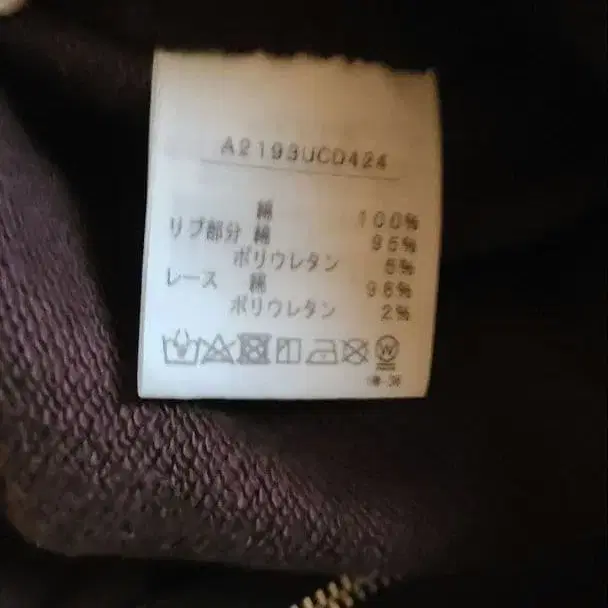 A2193UCD424
綿 100%
リブ部分 綿 95%
ポリウレタン 5%
レース 綿 98%
ポリウレタン 2%
W